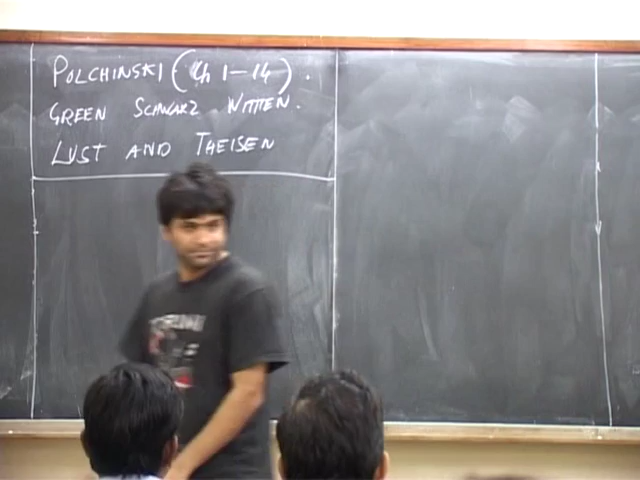 POLCHINSKI (Ch 1-14).
GREEN SCHWARZ WITTEN.
LUST AND THEISEN